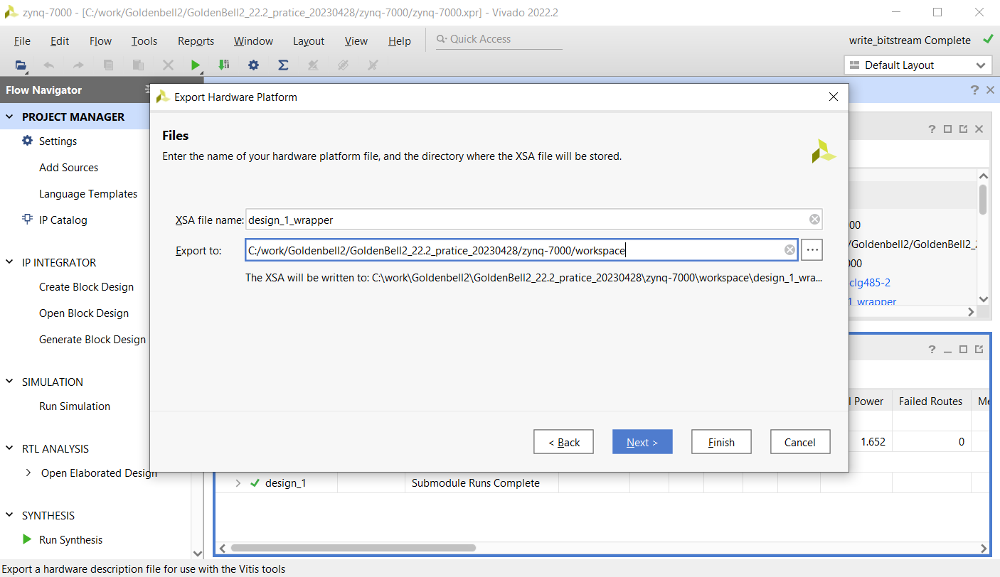 zynq-7000 - [C:/work/Goldenbell2/GoldenBell2_22.2_pratice_20230428/zynq-7000/zynq-7000.xpr] - Vivado 2022.2
File Edit Flow Tools Reports Window Layout View Help Quick Access write_bitstream Complete
Default Layout
Flow Navigator
PROJECT MANAGER
Settings
Add Sources
Language Templates
IP Catalog
IP INTEGRATOR
Create Block Design
Open Block Design
Generate Block Design
SIMULATION
Run Simulation
RTL ANALYSIS
Open Elaborated Design
SYNTHESIS
Run Synthesis
Export Hardware Platform
Files
Enter the name of your hardware platform file, and the directory where the XSA file will be stored.
XSA file name: design_1_wrapper
Export to: C:/work/Goldenbell2/GoldenBell2_22.2_pratice_20230428/zynq-7000/workspace
The XSA will be written to: C:\work\Goldenbell2\GoldenBell2_22.2_pratice_20230428\zynq-7000\workspace\design_1_wra...
< Back Next > Finish Cancel
00
/Goldenbell2/GoldenBell2_
00
clg485-2
1_wrapper
l Power Failed Routes Me
1.652 0
design_1 Submodule Runs Complete
Export a hardware description file for use with the Vitis tools